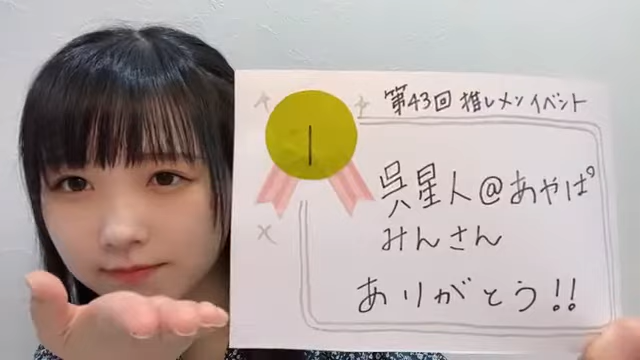 第43回 推しメンイベント
1
呉星人@あやぱ
みんさん
ありがとう!!